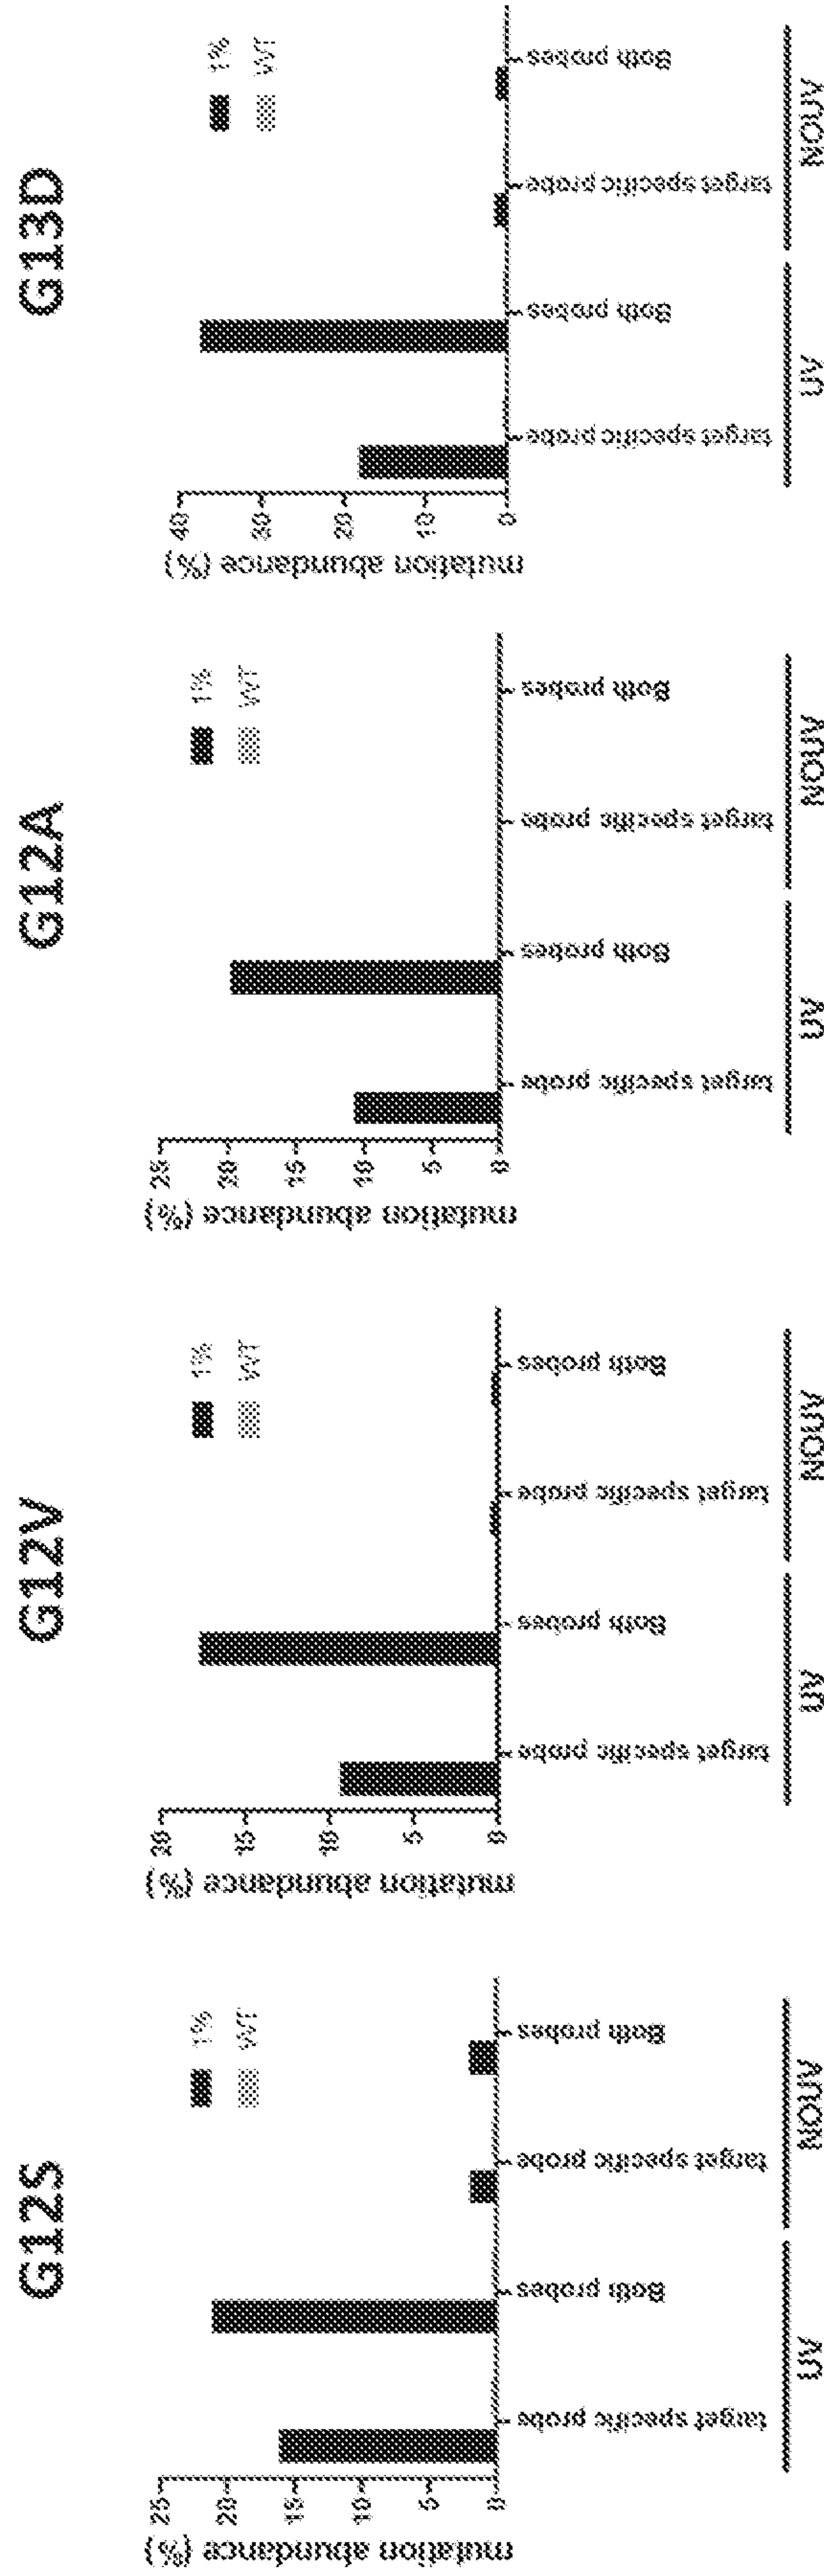 G12S
1%
WT
mutation abundance (%)
25
20
15
10
5
0
target specific probe
Both probes
target specific probe
Both probes
UV
NOUV
G12V
1%
WT
mutation abundance (%)
20
15
10
5
0
target specific probe
Both probes
target specific probe
Both probes
UV
NOUV
G12A
1%
WT
mutation abundance (%)
25
20
15
10
5
0
target specific probe
Both probes
target specific probe
Both probes
UV
NOUV
G13D
1%
WT
mutation abundance (%)
40
30
20
10
0
target specific probe
Both probes
target specific probe
Both probes
UV
NOUV